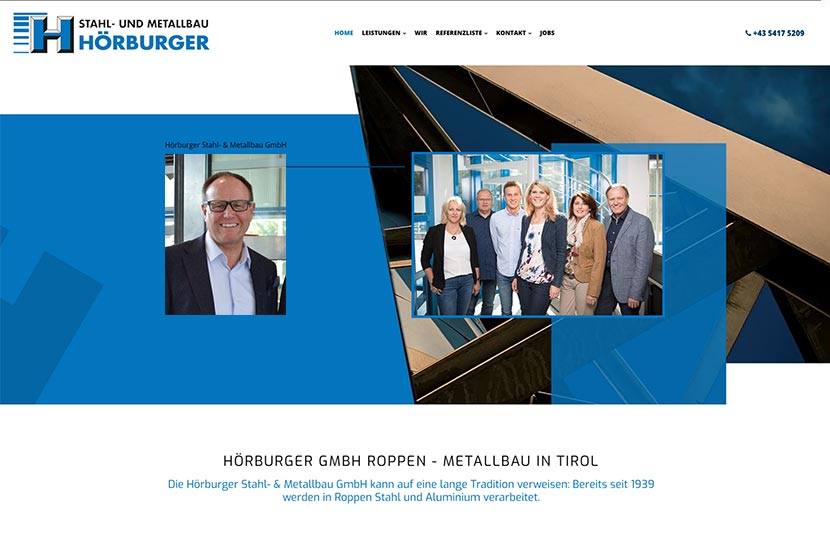 STAHL- UND METALLBAU
HÖRBURGER
HOME LEISTUNGEN WIR REFERENZLISTE KONTAKT JOBS
+43 5417 5209
Hörburger Stahl- & Metallbau GmbH
HÖRBURGER GMBH ROPPEN - METALLBAU IN TIROL
Die Hörburger Stahl- & Metallbau GmbH kann auf eine lange Tradition verweisen: Bereits seit 1939
werden in Roppen Stahl und Aluminium verarbeitet.